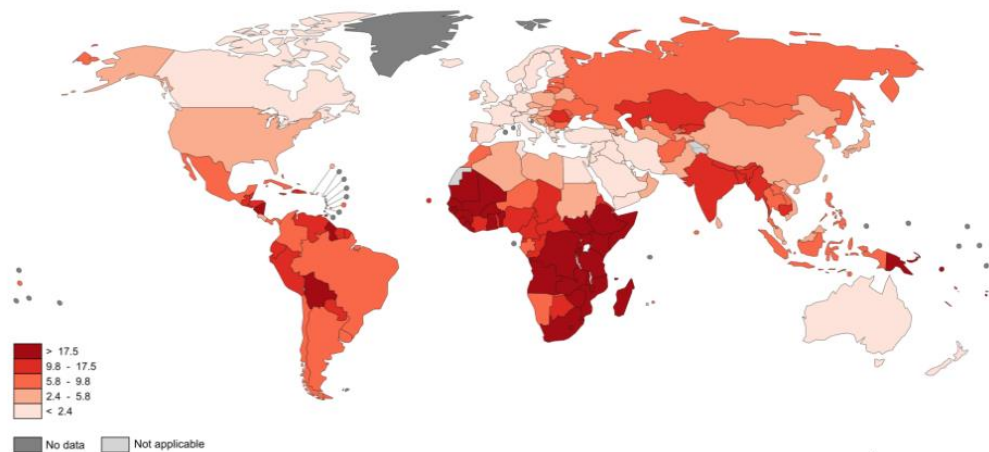 > 17.5
9.8 - 17.5
5.8 - 9.8
2.4 - 5.8
< 2.4
No data Not applicable